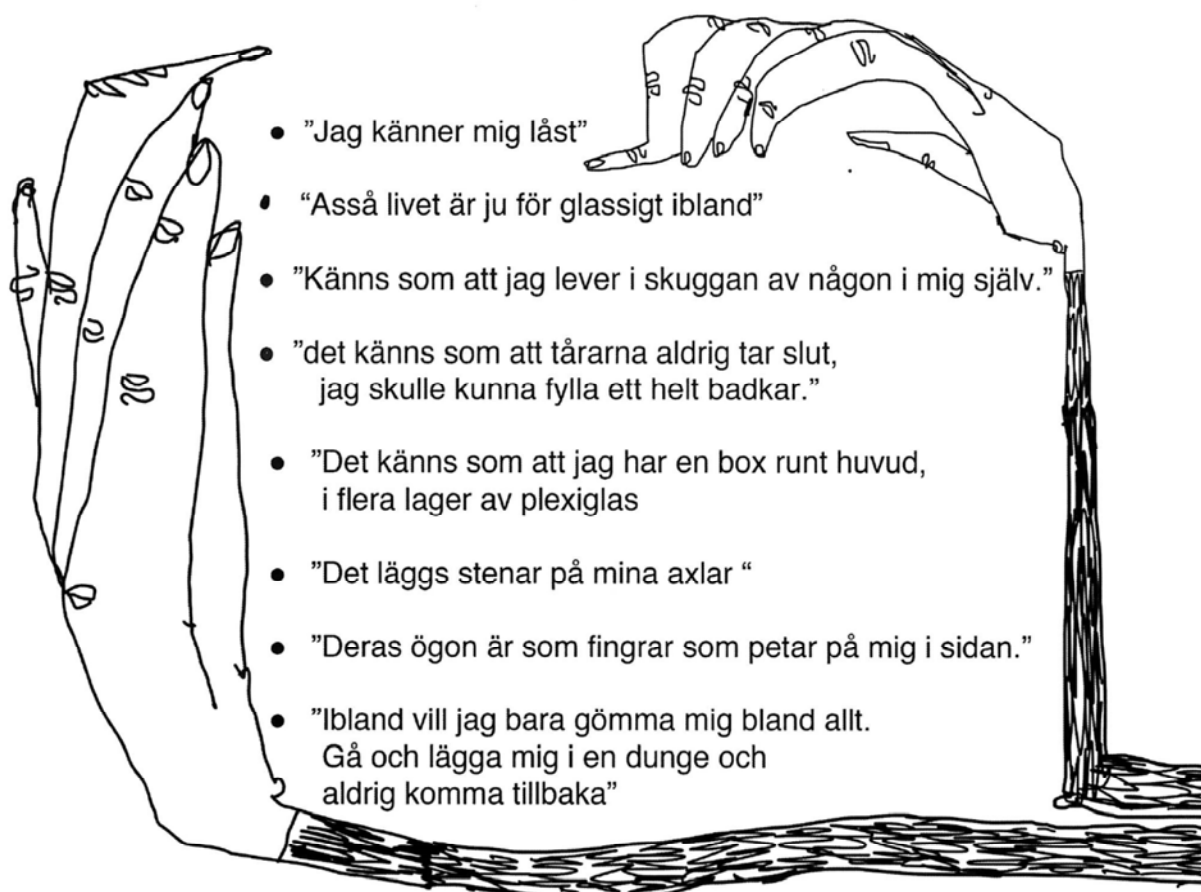 • ”Jag känner mig låst”
• “Asså livet är ju för glassigt ibland”
• ”Känns som att jag lever i skuggan av någon i mig själv.”
• ”det känns som att tårarna aldrig tar slut,
jag skulle kunna fylla ett helt badkar.”
• ”Det känns som att jag har en box runt huvud,
i flera lager av plexiglas
• ”Det läggs stenar på mina axlar “
• ”Deras ögon är som fingrar som petar på mig i sidan.”
• ”Ibland vill jag bara gömma mig bland allt.
Gå och lägga mig i en dunge och
aldrig komma tillbaka”